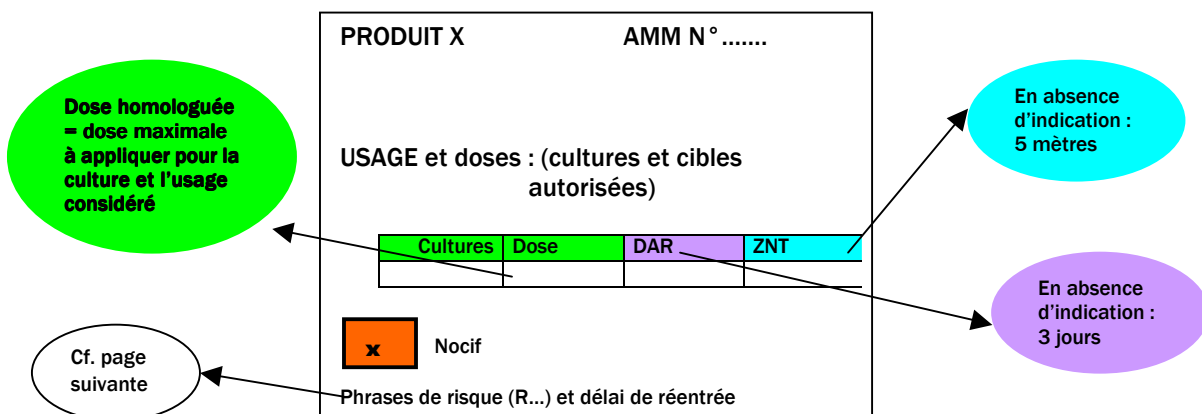 PRODUIT X AMM N°.......
Dose homologuée
= dose maximale
à appliquer pour la
culture et l'usage
considéré
En absence
d'indication :
5 mètres
USAGE et doses : (cultures et cibles
autorisées)
Cultures Dose DAR ZNT
En absence
d'indication :
3 jours
x Nocif
Cf. page
suivante
Phrases de risque (R...) et délai de réentrée